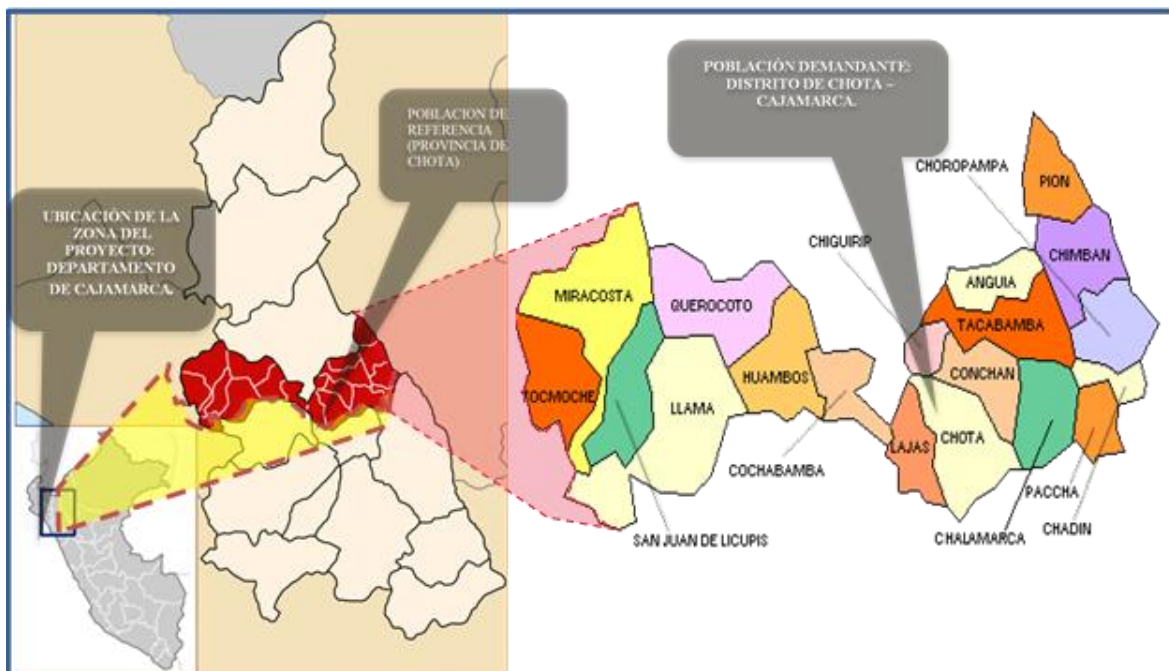 UBICACIÓN DE LA
ZONA DEL
PROYECTO:
DEPARTAMENTO
DE CAJAMARCA.
POBLACION DE
REFERENCIA
(PROVINCIA DE
CHOTA)
POBLACIÓN DEMANDANTE:
DISTRITO DE CHOTA –
CAJAMARCA.
CHOROPAMPA
PION
CHIGUIRIP
CHIMBAN
ANGUIA
MIRACOSTA
QUEROCOTO
TACABAMBA
TOCMOCHE
HUAMBOS
CONCHAN
LLAMA
LAJAS
CHOTA
COCHABAMBA
PACCHA
SAN JUAN DE LICUPIS
CHALAMARCA
CHADIN